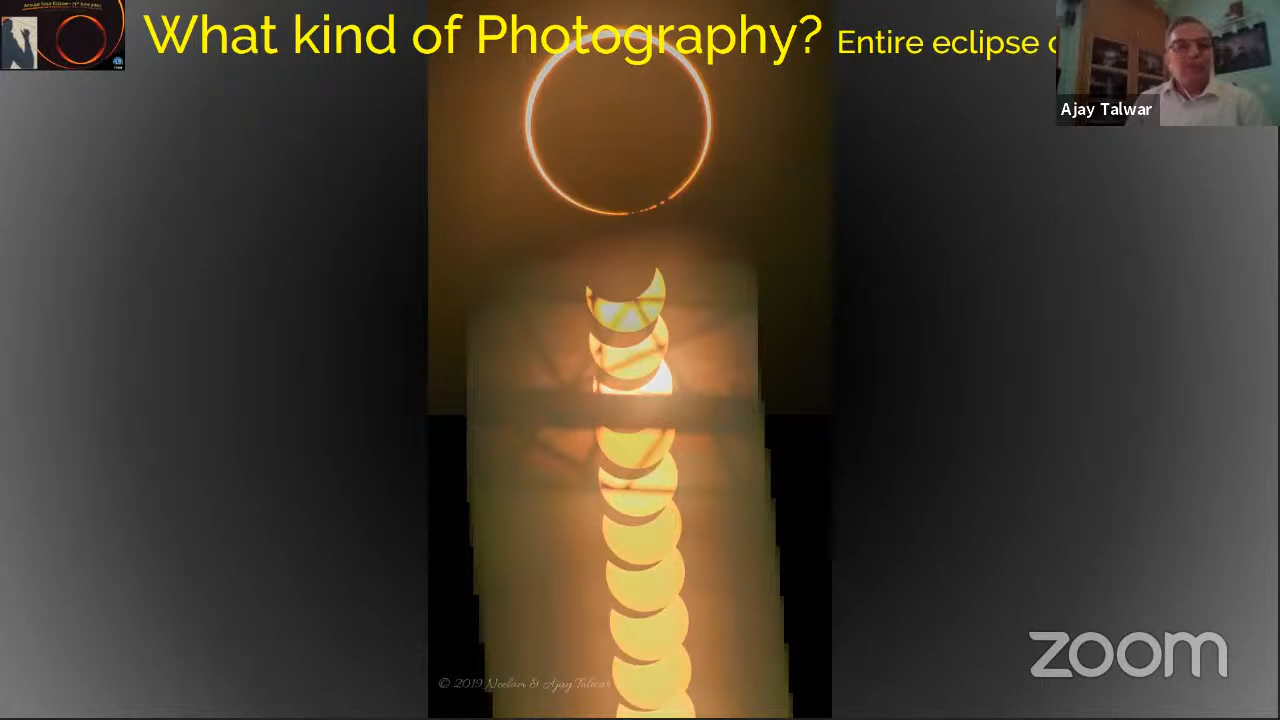 What kind of Photography? Entire eclipse
Ajay Talwar
© 2019 Neelam & Ajay Talwar
zoom